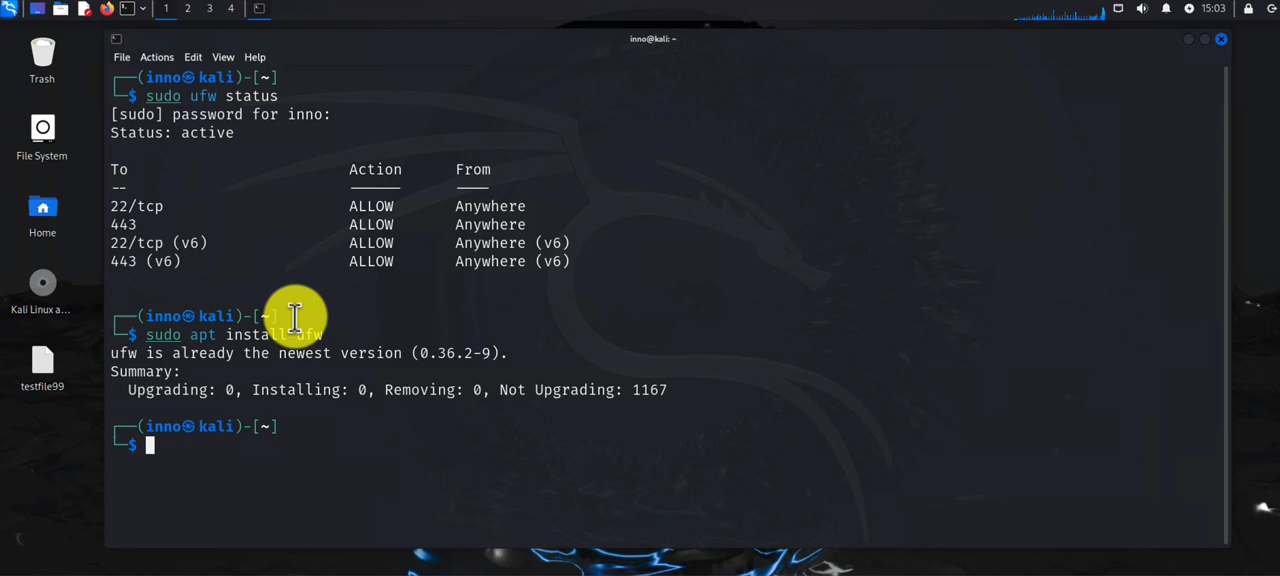 1 2 3 4
15:03
inno@kali: ~
File Actions Edit View Help
Trash
File System
Home
Kali Linux a...
testfile99
┌──(inno㉿kali)-[~]
└─$ sudo ufw status
[sudo] password for inno:
Status: active
To Action From
-- ------ ----
22/tcp ALLOW Anywhere
443 ALLOW Anywhere
22/tcp (v6) ALLOW Anywhere (v6)
443 (v6) ALLOW Anywhere (v6)
┌──(inno㉿kali)-[~]
└─$ sudo apt install ufw
ufw is already the newest version (0.36.2-9).
Summary:
Upgrading: 0, Installing: 0, Removing: 0, Not Upgrading: 1167
┌──(inno㉿kali)-[~]
└─$